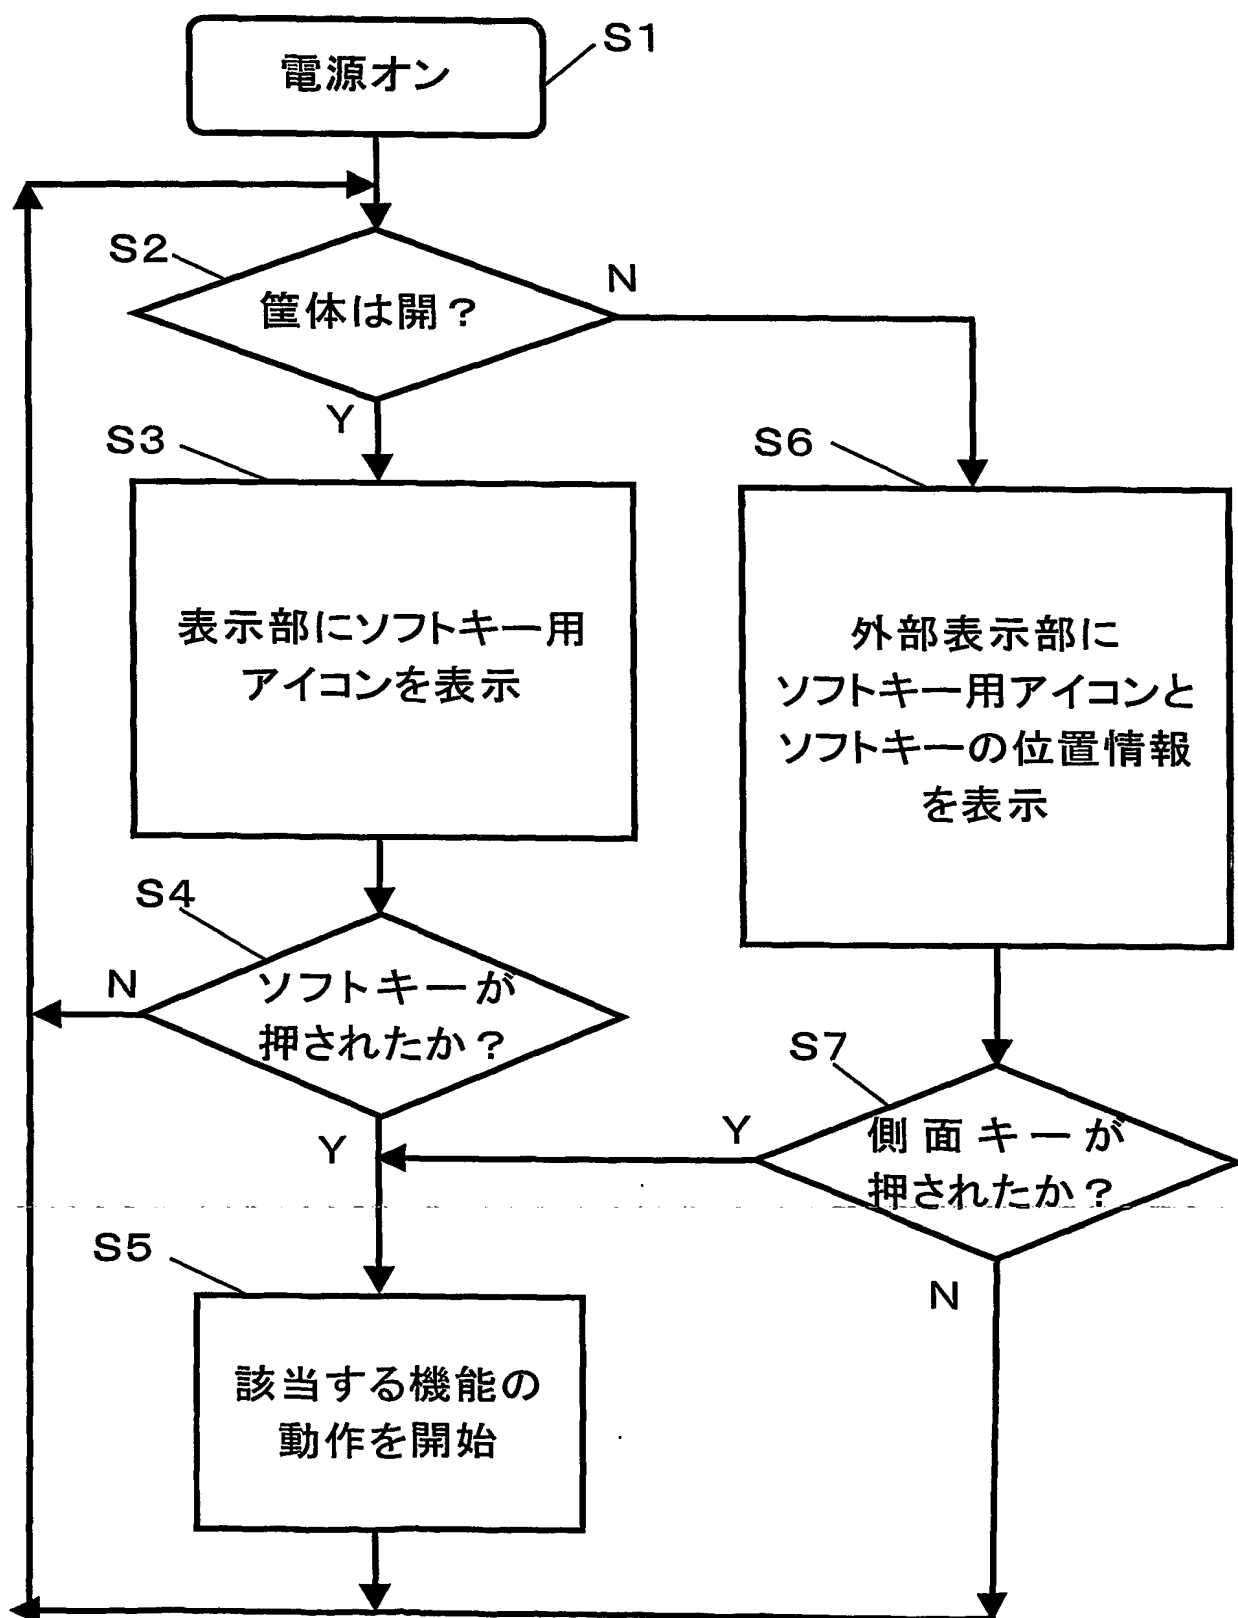 電源オン
S1
S2
筐体は開?
N
Y
S3
表示部にソフトキー用
アイコンを表示
S6
外部表示部に
ソフトキー用アイコンと
ソフトキーの位置情報
を表示
S4
ソフトキーが
押されたか?
N
Y
S7
側面キーが
押されたか?
Y
N
S5
該当する機能の
動作を開始